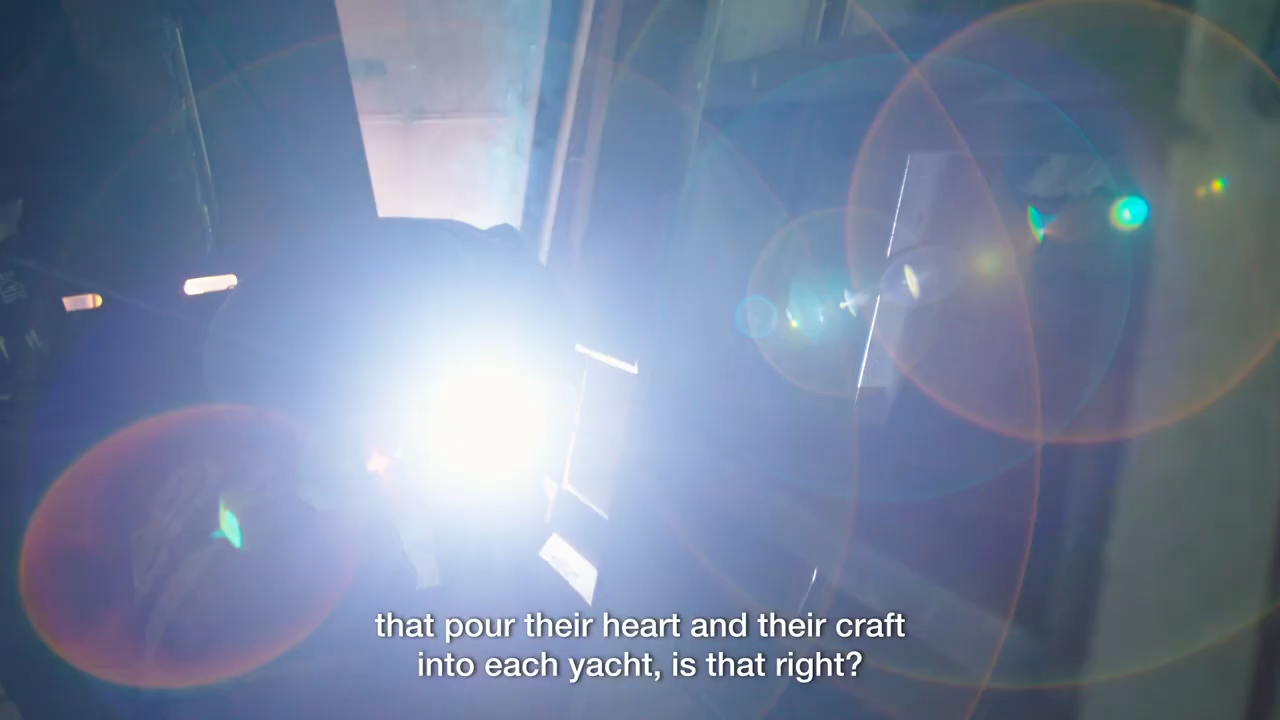 that pour their heart and their craft
into each yacht, is that right?